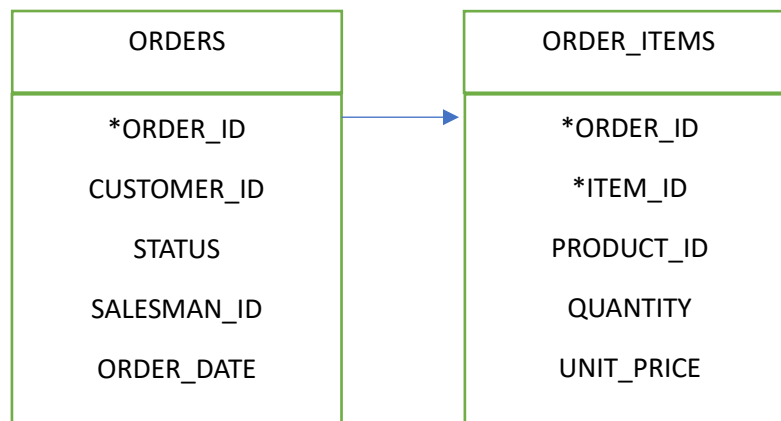 ORDERS
*ORDER_ID
CUSTOMER_ID
STATUS
SALESMAN_ID
ORDER_DATE
ORDER_ITEMS
*ORDER_ID
*ITEM_ID
PRODUCT_ID
QUANTITY
UNIT_PRICE